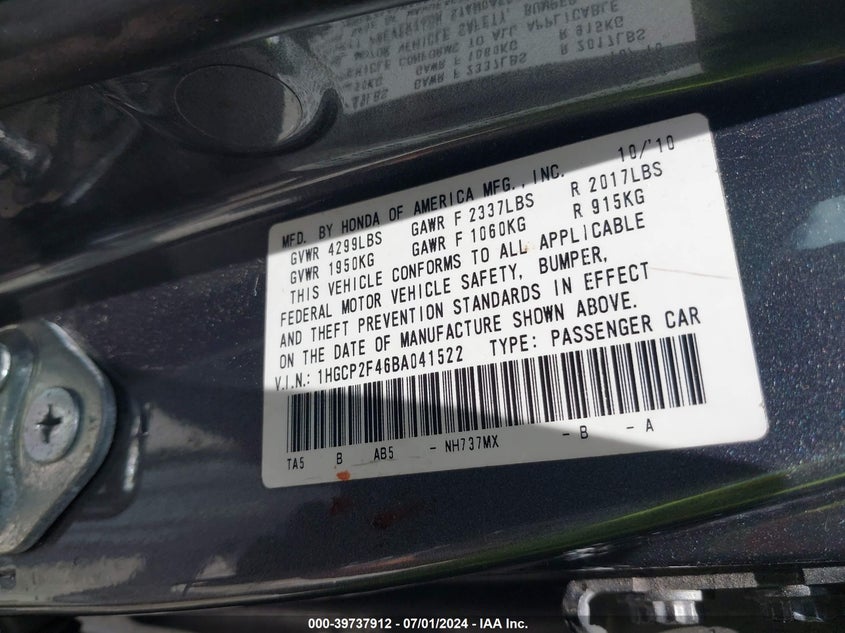 MFD. BY HONDA OF AMERICA MFG., INC. 10/'10
GVWR 4299LBS GAWR F 2337LBS R 2017LBS
GVWR 1950KG GAWR F 1060KG R 915KG
THIS VEHICLE CONFORMS TO ALL APPLICABLE
FEDERAL MOTOR VEHICLE SAFETY, BUMPER,
AND THEFT PREVENTION STANDARDS IN EFFECT
ON THE DATE OF MANUFACTURE SHOWN ABOVE.
V.I.N.: 1HGCP2F46BA041522 TYPE: PASSENGER CAR
TA5 B AB5 - NH737MX - B - A
000-39737912 / 07/01/2024 - IAA Inc.